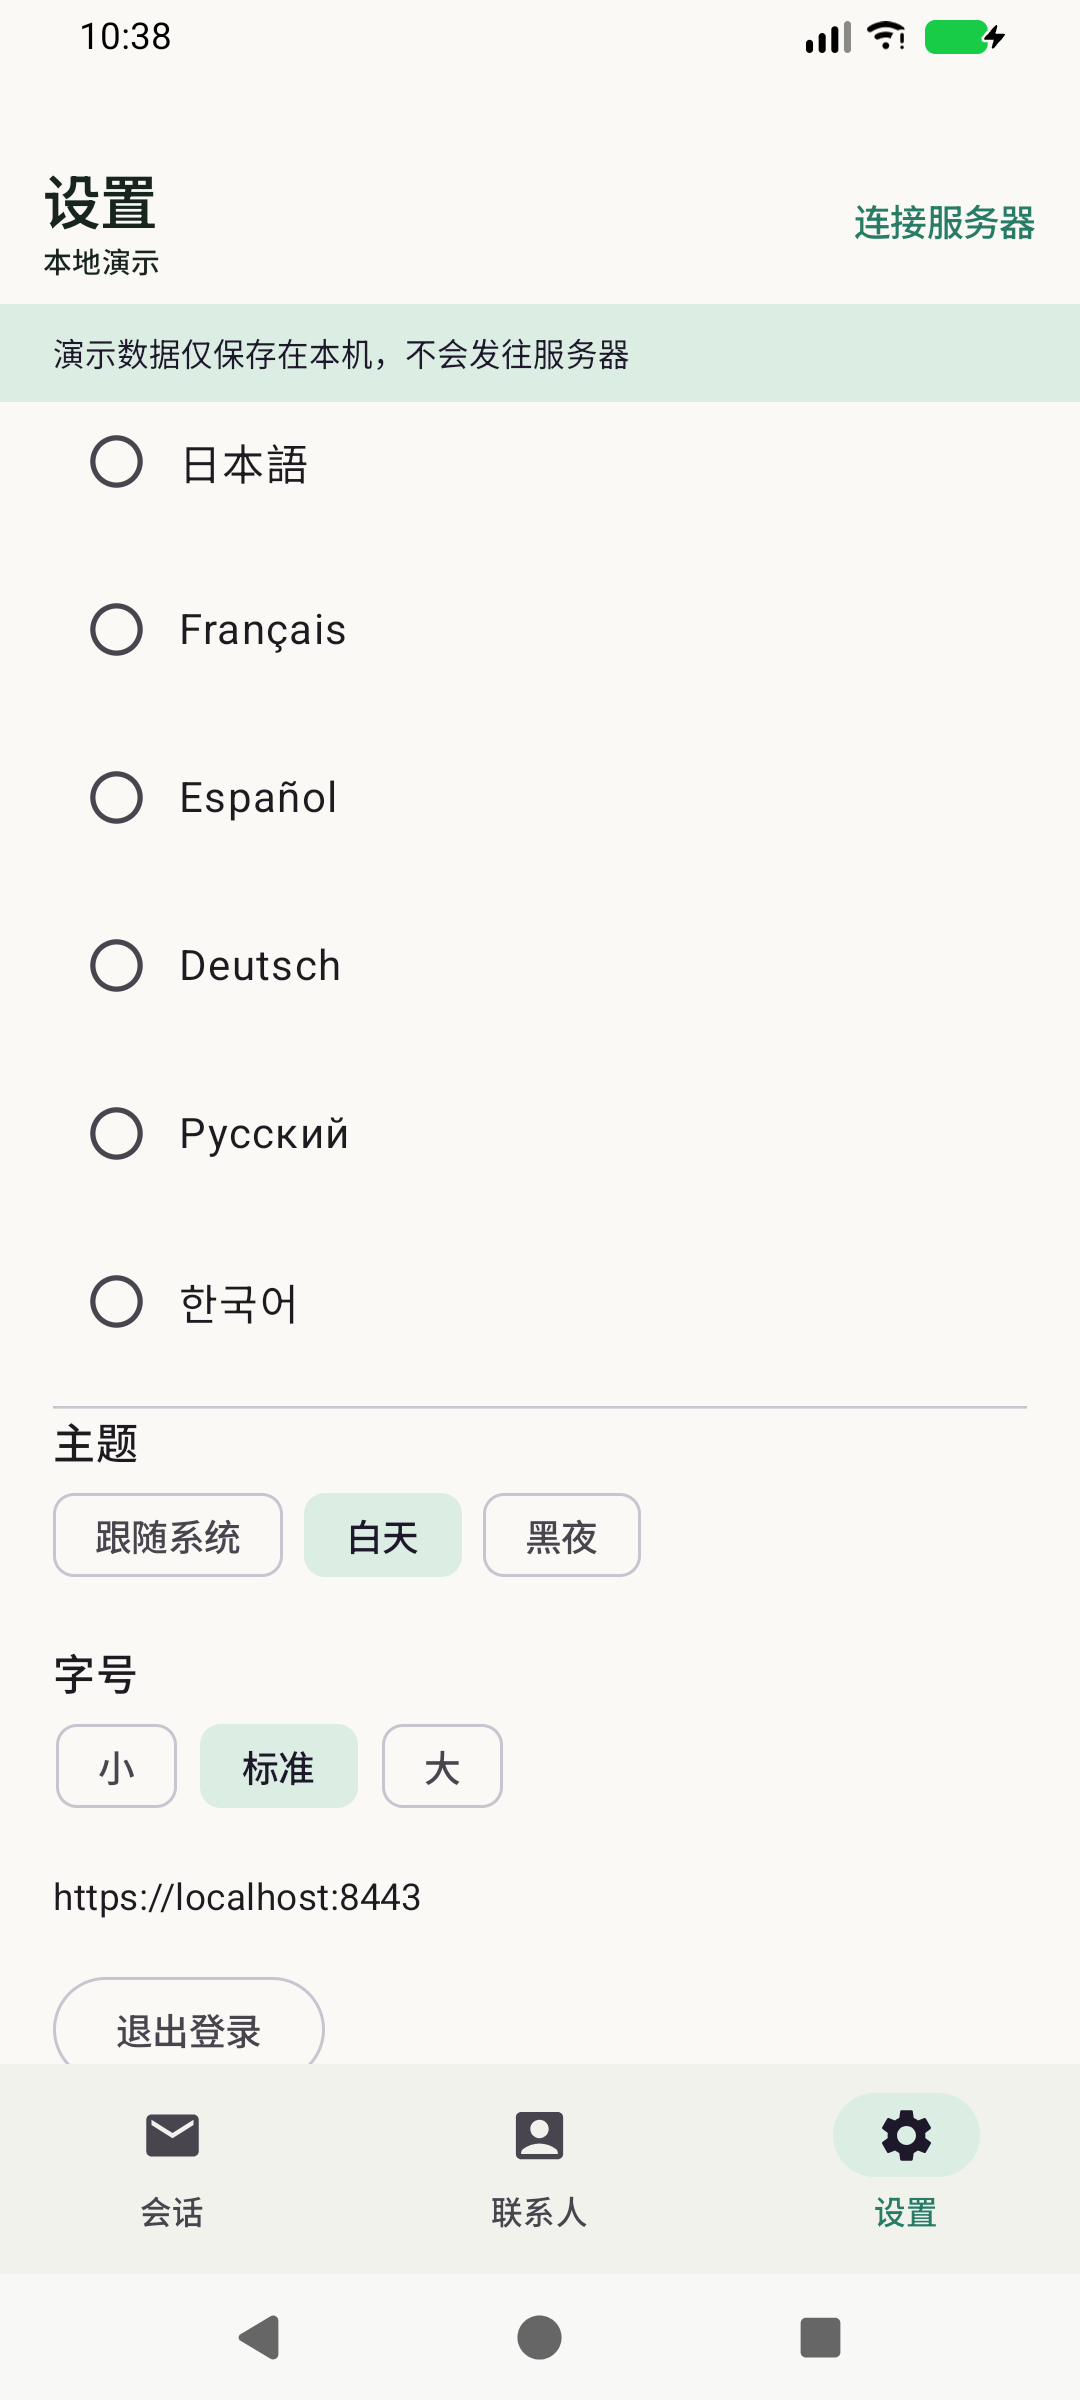 10:38
设置
连接服务器
本地演示
演示数据仅保存在本机，不会发往服务器
日本語
Français
Español
Deutsch
Русский
한국어
主题
跟随系统 白天 黑夜
字号
小 标准 大
https://localhost:8443
退出登录
会话 联系人 设置